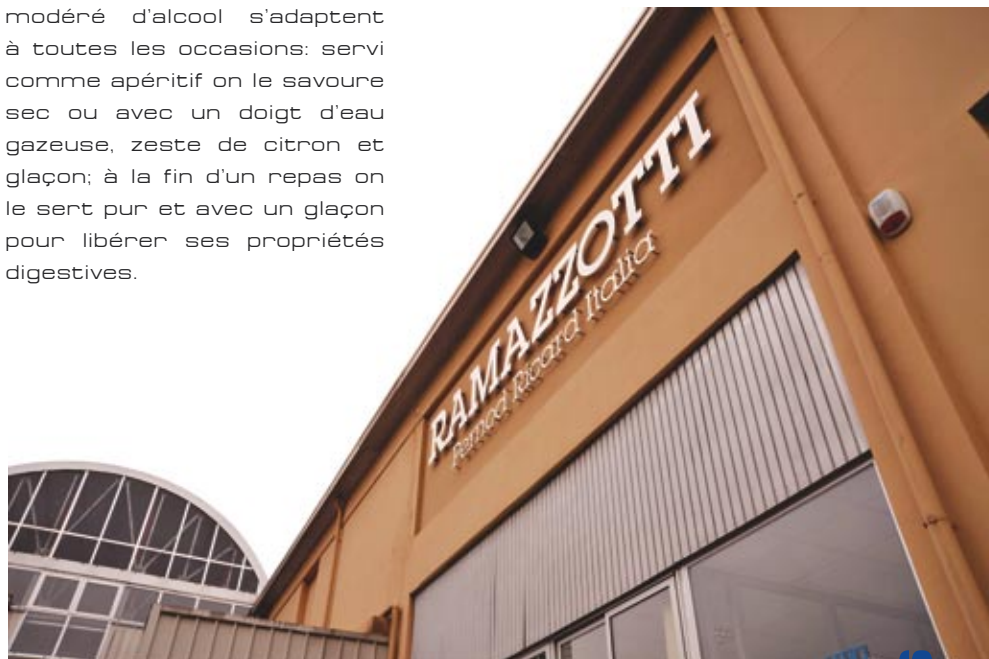 modéré d'alcool s'adaptent
à toutes les occasions: servi
comme apéritif on le savoure
sec ou avec un doigt d'eau
gazeuse, zeste de citron et
glaçon; à la fin d'un repas on
le sert pur et avec un glaçon
pour libérer ses propriétés
digestives.
RAMAZZOTTI
Pernod Ricard Italia